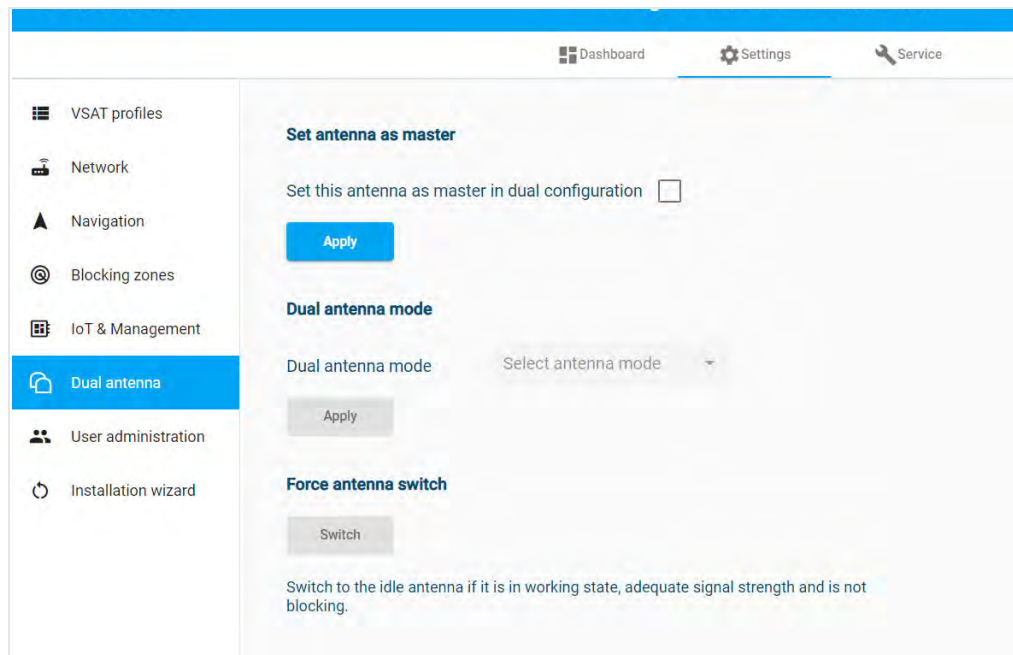 Dashboard
Settings
Service
VSAT profiles
Network
Navigation
Blocking zones
IoT & Management
Dual antenna
User administration
Installation wizard
Set antenna as master
Set this antenna as master in dual configuration
Apply
Dual antenna mode
Dual antenna mode
Select antenna mode
Apply
Force antenna switch
Switch
Switch to the idle antenna if it is in working state, adequate signal strength and is not
blocking.